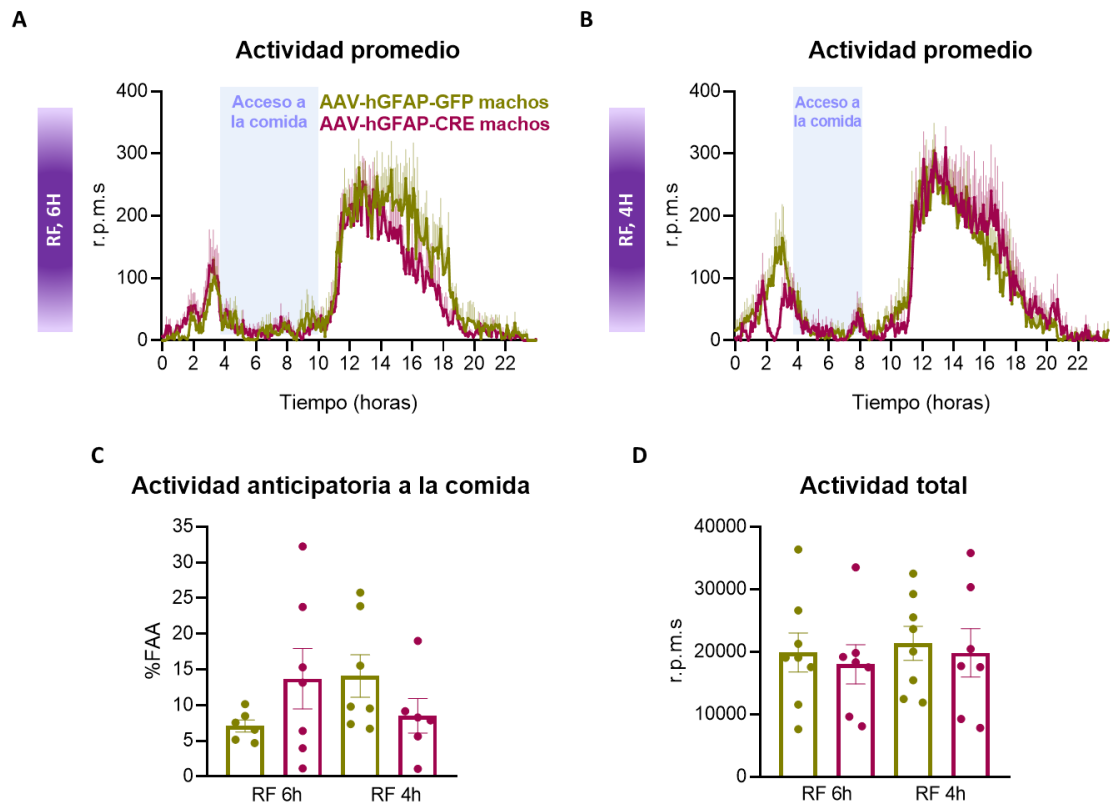 A
Actividad promedio
RF, 6H
r.p.m.s
400
300
200
100
0
Acceso a
la comida
AAV-hGFAP-GFP machos
AAV-hGFAP-CRE machos
0 2 4 6 8 10 12 14 16 18 20 22
Tiempo (horas)
B
Actividad promedio
RF, 4H
r.p.m.s
400
300
200
100
0
Acceso a
la comida
0 2 4 6 8 10 12 14 16 18 20 22
Tiempo (horas)
C
Actividad anticipatoria a la comida
%FAA
35
30
25
20
15
10
5
0
RF 6h RF 4h
D
Actividad total
r.p.m.s
40000
30000
20000
10000
0
RF 6h RF 4h